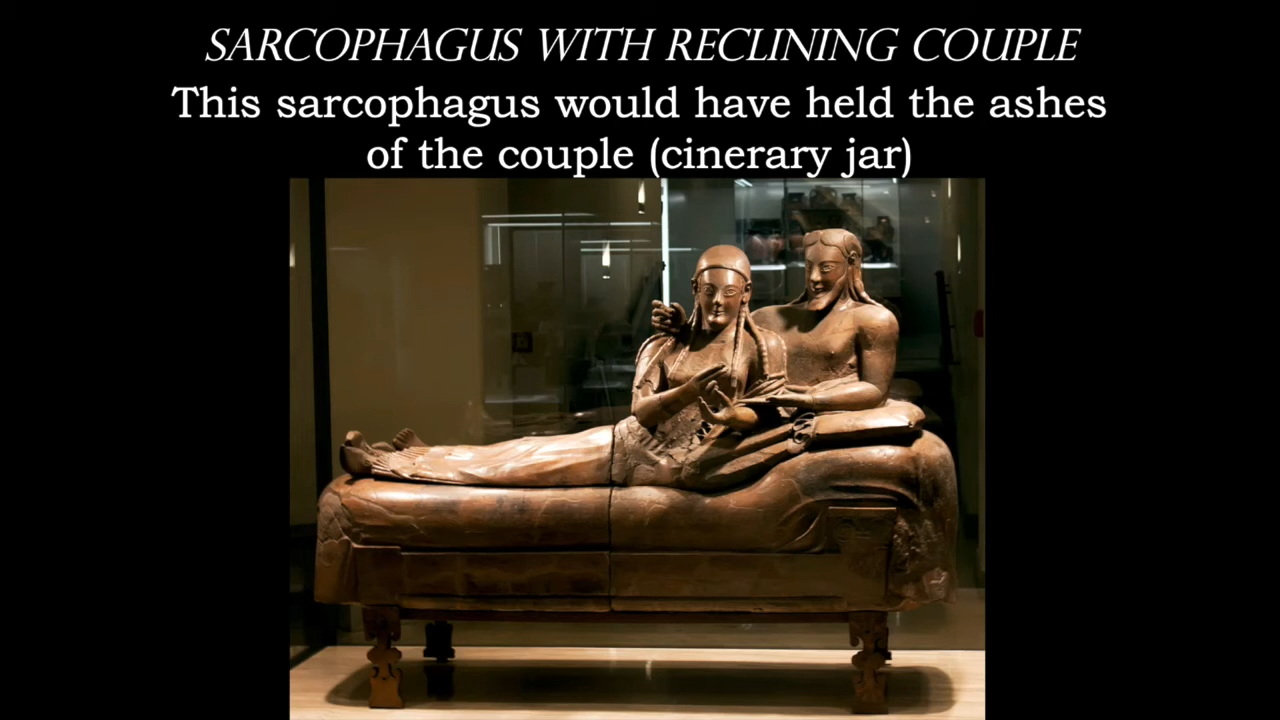 SARCOPHAGUS WITH RECLINING COUPLE
This sarcophagus would have held the ashes
of the couple (cinerary jar)